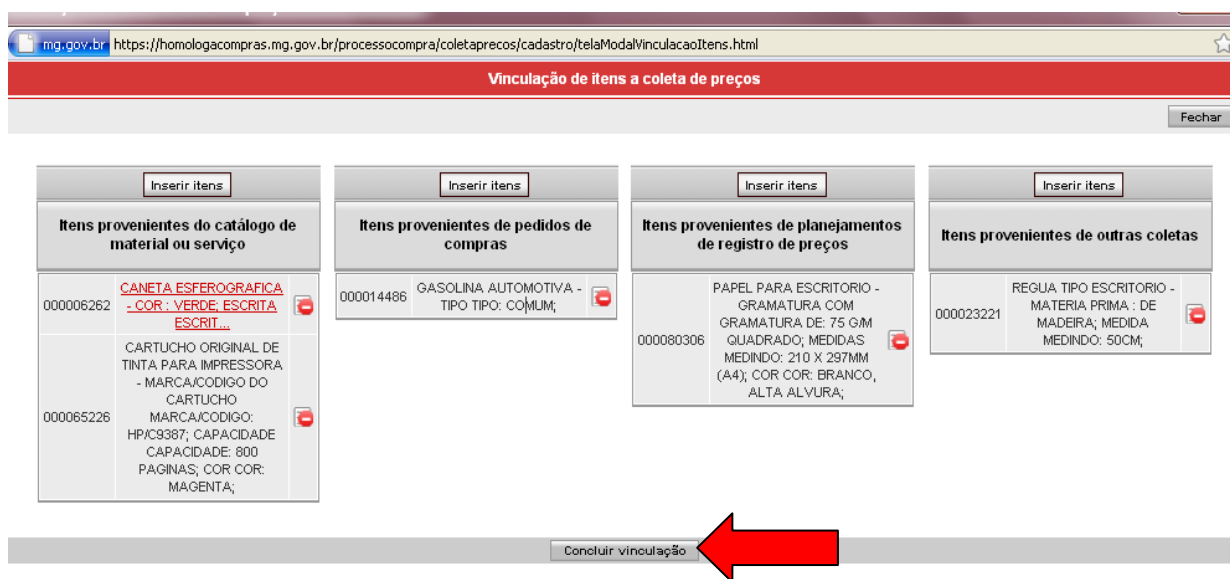 mg.gov.br https://homologacompras.mg.gov.br/processocompra/coletaprecos/cadastro/telaModalVinculacaoItens.html
Vinculação de itens a coleta de preços
Fechar
Inserir itens
Itens provenientes do catálogo de
material ou serviço
000006262
CANETA ESFEROGRAFICA
- COR : VERDE; ESCRITA
ESCRIT...
000065226
CARTUCHO ORIGINAL DE
TINTA PARA IMPRESSORA
- MARCA/CODIGO DO
CARTUCHO
MARCA/CODIGO:
HP/C9387; CAPACIDADE
CAPACIDADE: 800
PAGINAS; COR COR:
MAGENTA;
Inserir itens
Itens provenientes de pedidos de
compras
000014486
GASOLINA AUTOMOTIVA -
TIPO TIPO: COMUM;
Inserir itens
Itens provenientes de planejamentos
de registro de preços
000080306
PAPEL PARA ESCRITORIO -
GRAMATURA COM
GRAMATURA DE: 75 G/M
QUADRADO; MEDIDAS
MEDINDO: 210 X 297MM
(A4); COR COR: BRANCO,
ALTA ALVURA;
Inserir itens
Itens provenientes de outras coletas
000023221
REGUA TIPO ESCRITORIO -
MATERIA PRIMA : DE
MADEIRA; MEDIDA
MEDINDO: 50CM;
Concluir vinculação